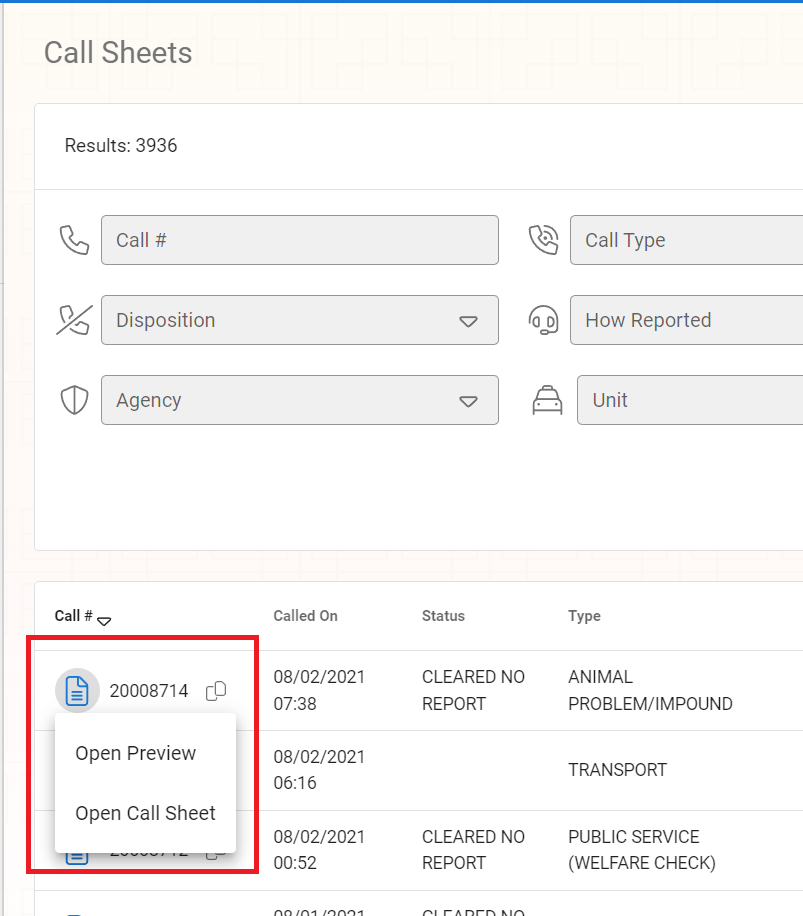 Call Sheets
Results: 3936
Call #
Call Type
Disposition
How Reported
Agency
Unit
Call # Called On Status Type
20008714 08/02/2021 CLEARED NO ANIMAL
07:38 REPORT PROBLEM/IMPOUND
Open Preview 08/02/2021
06:16 TRANSPORT
Open Call Sheet
08/02/2021 CLEARED NO PUBLIC SERVICE
00:52 REPORT (WELFARE CHECK)
08/01/2021 CLEARED NO